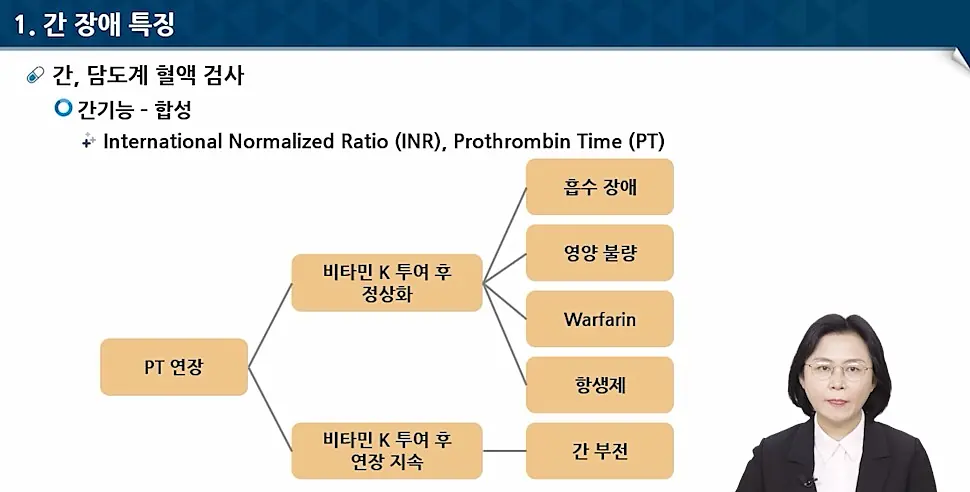 1. 간 장애 특징
간, 담도계 혈액 검사
간기능 - 합성
International Normalized Ratio (INR), Prothrombin Time (PT)
PT 연장
비타민 K 투여 후
정상화
흡수 장애
영양 불량
Warfarin
항생제
비타민 K 투여 후
연장 지속
간 부전